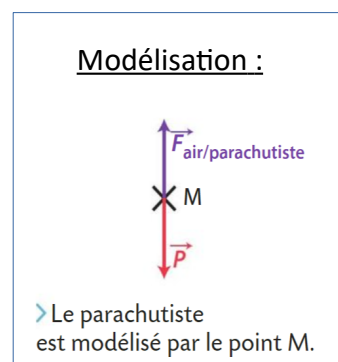 Modélisation :
F air/parachutiste
M
P
> Le parachutiste
est modélisé par le point M.